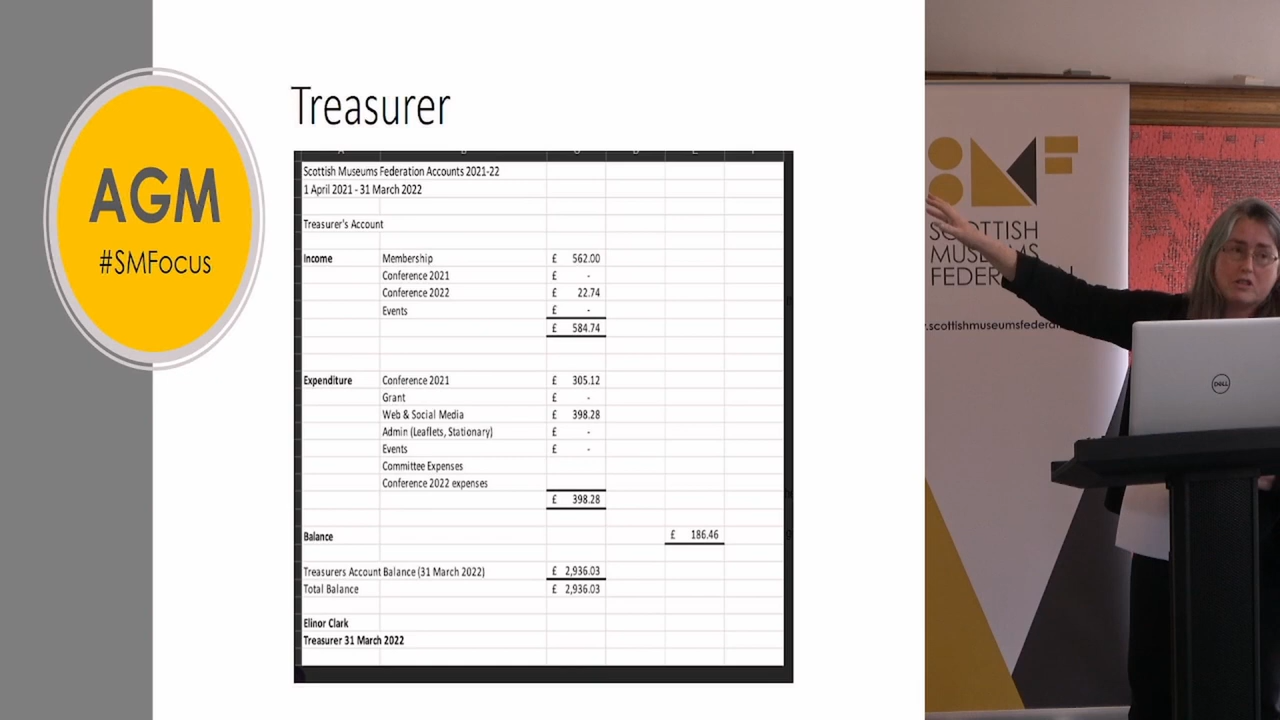 AGM
#SMFocus
Treasurer
Scottish Museums Federation Accounts 2021-22
1 April 2021 - 31 March 2022
Treasurer's Account
Income Membership £ 562.00
Conference 2021 £ -
Conference 2022 £ 22.74
Events £ -
£ 584.74
Expenditure Conference 2021 £ 305.12
Grant £ -
Web & Social Media £ 398.28
Admin (Leaflets, Stationary) £ -
Events £ -
Committee Expenses
Conference 2022 expenses
£ 398.28
Balance £ 186.46
Treasurers Account Balance (31 March 2022) £ 2,936.03
Total Balance £ 2,936.03
Elinor Clark
Treasurer 31 March 2022
SMF
SCOTTISH
MUSEUMS
.scottishmuseumsfedera
DELL